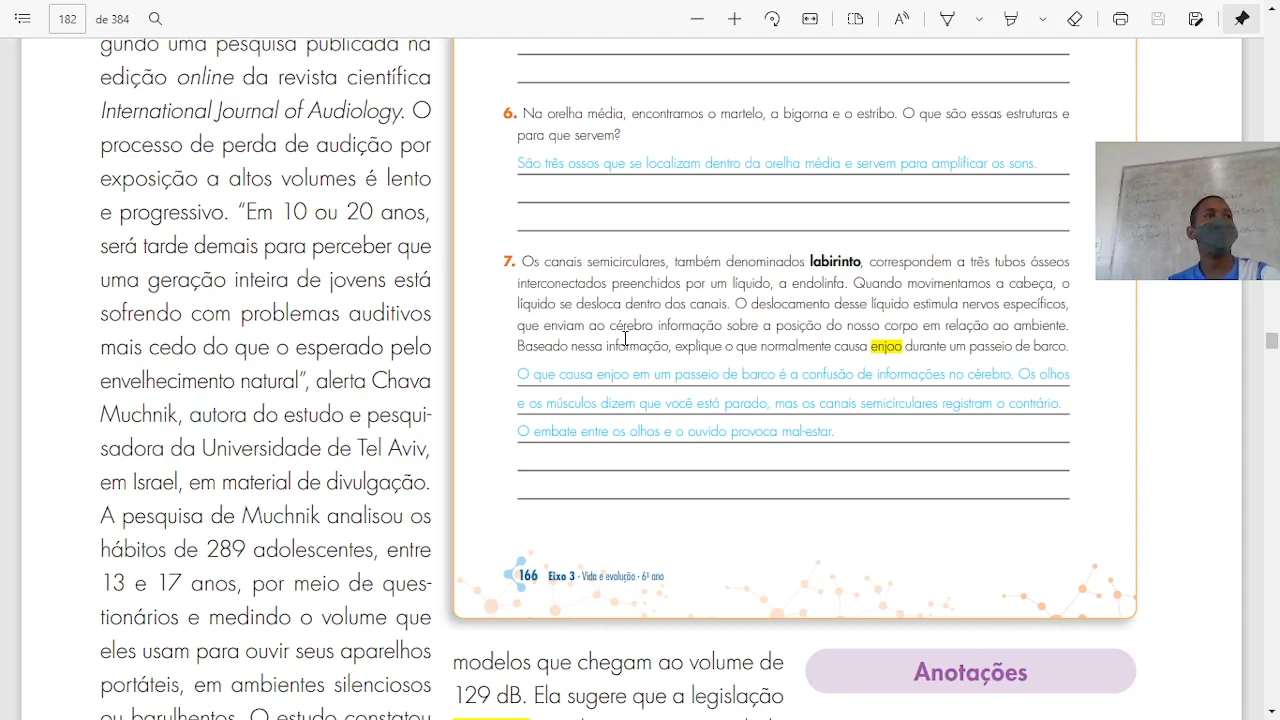 182 de 384
gundo uma pesquisa publicada na
edição online da revista científica
International Journal of Audiology. O
processo de perda de audição por
exposição a altos volumes é lento
e progressivo. “Em 10 ou 20 anos,
será tarde demais para perceber que
uma geração inteira de jovens está
sofrendo com problemas auditivos
mais cedo do que o esperado pelo
envelhecimento natural”, alerta Chava
Muchnik, autora do estudo e pesqui-
sadora da Universidade de Tel Aviv,
em Israel, em material de divulgação.
A pesquisa de Muchnik analisou os
hábitos de 289 adolescentes, entre
13 e 17 anos, por meio de ques-
tionários e medindo o volume que
eles usam para ouvir seus aparelhos
portáteis, em ambientes silenciosos
ou barulhentos. O estudo constatou
6. Na orelha média, encontramos o martelo, a bigorna e o estribo. O que são essas estruturas e
para que servem?
São três ossos que se localizam dentro da orelha média e servem para amplificar os sons.
7. Os canais semicirculares, também denominados labirinto, correspondem a três tubos ósseos
interconectados preenchidos por um líquido, a endolinfa. Quando movimentamos a cabeça, o
líquido se desloca dentro dos canais. O deslocamento desse líquido estimula nervos específicos,
que enviam ao cérebro informação sobre a posição do nosso corpo em relação ao ambiente.
Baseado nessa informação, explique o que normalmente causa enjoo durante um passeio de barco.
O que causa enjoo em um passeio de barco é a confusão de informações no cérebro. Os olhos
e os músculos dizem que você está parado, mas os canais semicirculares registram o contrário.
O embate entre os olhos e o ouvido provoca mal-estar.
166 Eixo 3 - Vida e evolução - 6º ano
modelos que chegam ao volume de
129 dB. Ela sugere que a legislação
Anotações